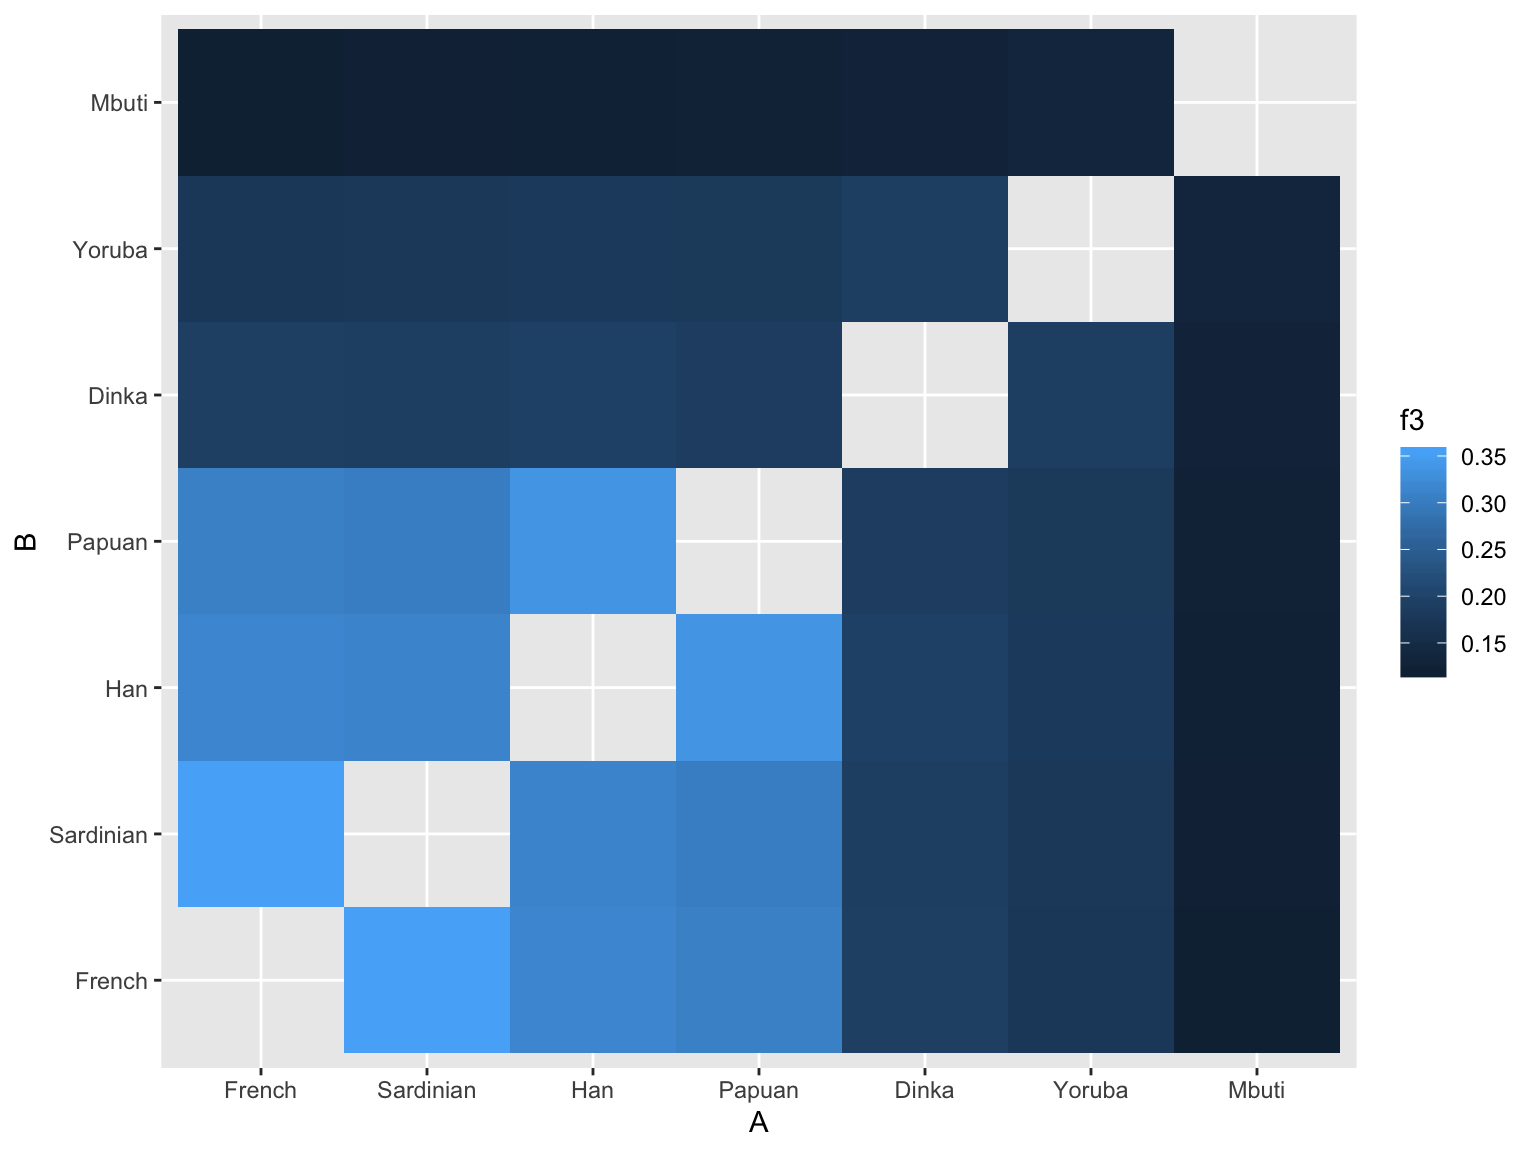 Mbuti
Yoruba
Dinka
Papuan
Han
Sardinian
French
B
French Sardinian Han Papuan Dinka Yoruba Mbuti
A
f3
0.35
0.30
0.25
0.20
0.15